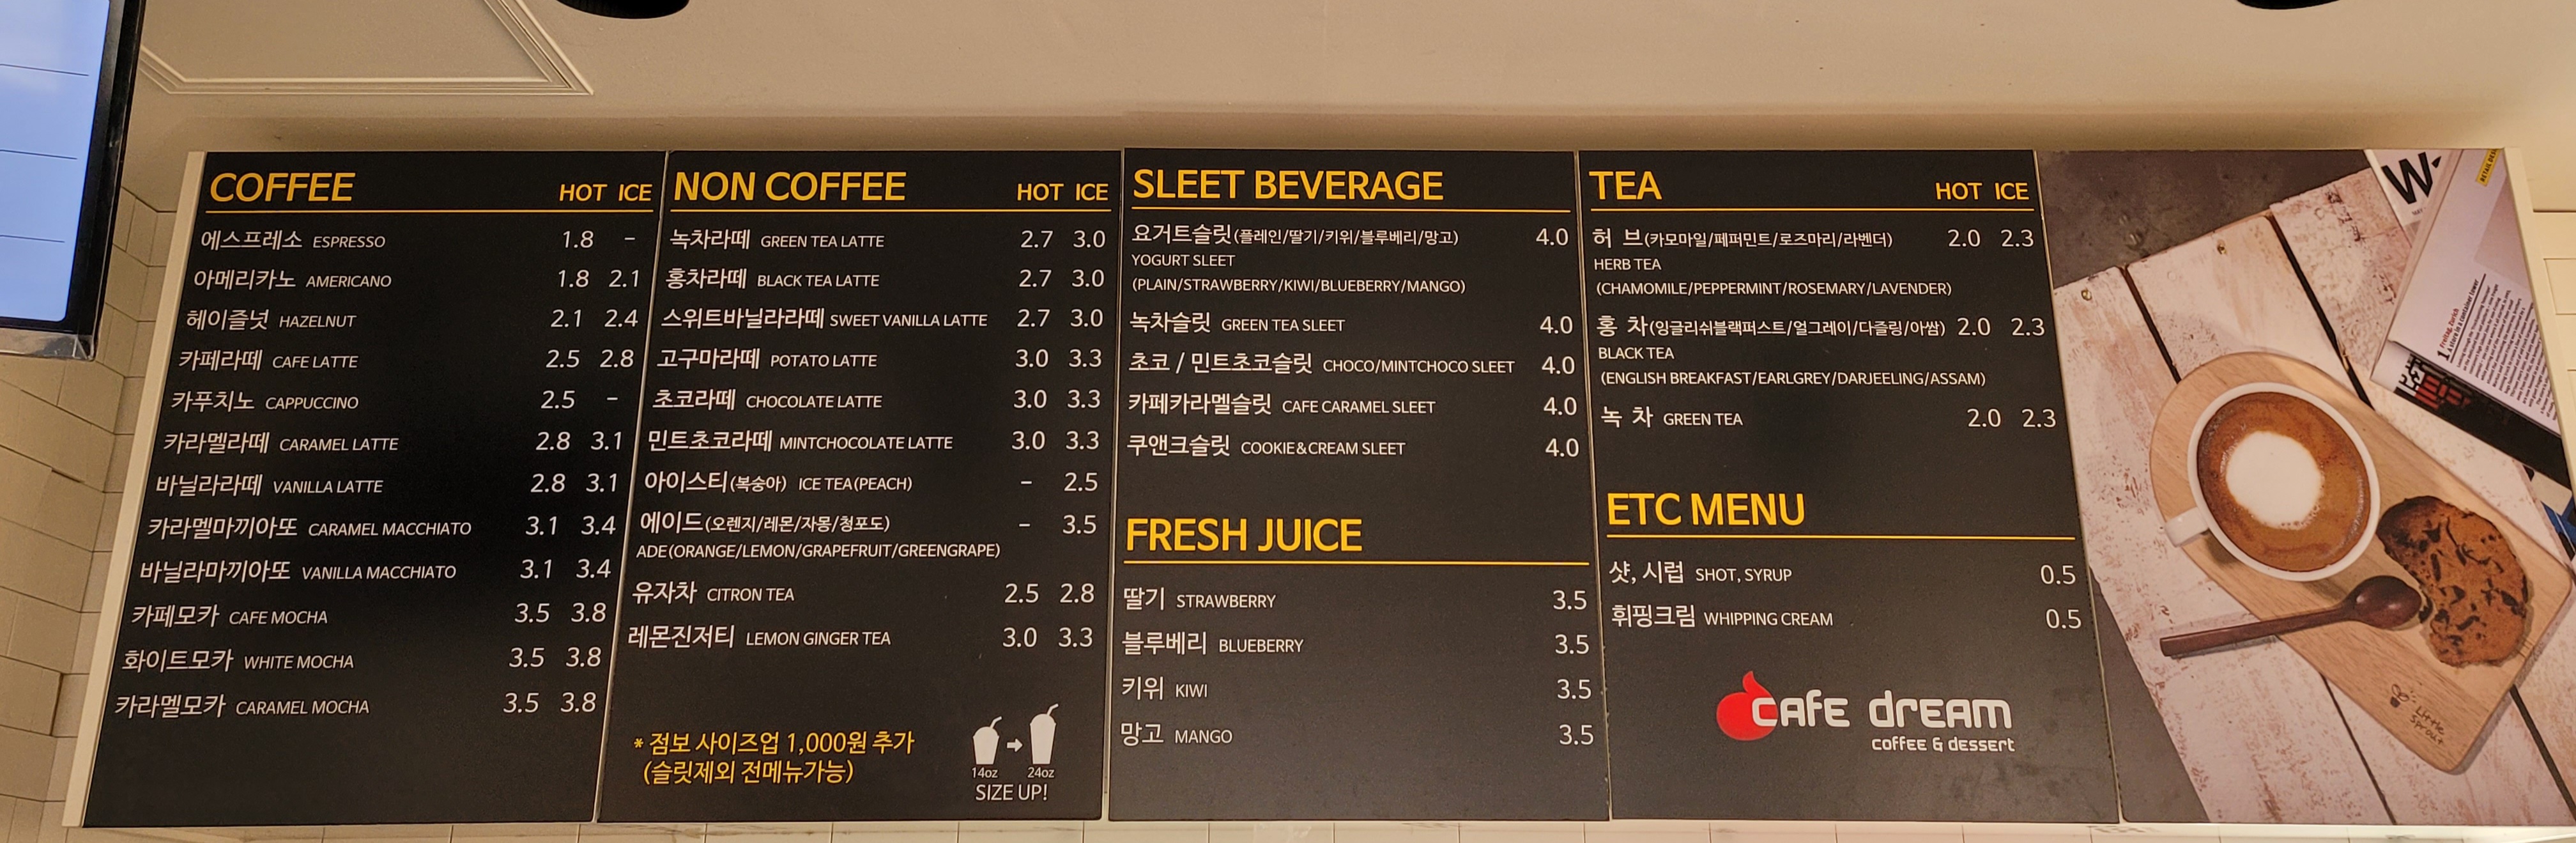 COFFEE HOT ICE
에스프레소 ESPRESSO 1.8 -
아메리카노 AMERICANO 1.8 2.1
헤이즐넛 HAZELNUT 2.1 2.4
카페라떼 CAFE LATTE 2.5 2.8
카푸치노 CAPPUCCINO 2.5 -
카라멜라떼 CARAMEL LATTE 2.8 3.1
바닐라라떼 VANILLA LATTE 2.8 3.1
카라멜마끼아또 CARAMEL MACCHIATO 3.1 3.4
바닐라마끼아또 VANILLA MACCHIATO 3.1 3.4
카페모카 CAFE MOCHA 3.5 3.8
화이트모카 WHITE MOCHA 3.5 3.8
카라멜모카 CARAMEL MOCHA 3.5 3.8
NON COFFEE HOT ICE
녹차라떼 GREEN TEA LATTE 2.7 3.0
홍차라떼 BLACK TEA LATTE 2.7 3.0
스위트바닐라라떼 SWEET VANILLA LATTE 2.7 3.0
고구마라떼 POTATO LATTE 3.0 3.3
초코라떼 CHOCOLATE LATTE 3.0 3.3
민트초코라떼 MINTCHOCOLATE LATTE 3.0 3.3
아이스티(복숭아) ICE TEA(PEACH) - 2.5
에이드(오렌지/레몬/자몽/청포도) - 3.5
ADE(ORANGE/LEMON/GRAPEFRUIT/GREENGRAPE)
유자차 CITRON TEA 2.5 2.8
레몬진저티 LEMON GINGER TEA 3.0 3.3
* 점보 사이즈업 1,000원 추가
(슬릿제외 전메뉴가능)
14oz 24oz
SIZE UP!
SLEET BEVERAGE
요거트슬릿(플레인/딸기/키위/블루베리/망고) 4.0
YOGURT SLEET
(PLAIN/STRAWBERRY/KIWI/BLUEBERRY/MANGO)
녹차슬릿 GREEN TEA SLEET 4.0
초코 / 민트초코슬릿 CHOCO/MINTCHOCO SLEET 4.0
카페카라멜슬릿 CAFE CARAMEL SLEET 4.0
쿠앤크슬릿 COOKIE&CREAM SLEET 4.0
FRESH JUICE
딸기 STRAWBERRY 3.5
블루베리 BLUEBERRY 3.5
키위 KIWI 3.5
망고 MANGO 3.5
TEA HOT ICE
허 브(카모마일/페퍼민트/로즈마리/라벤더) 2.0 2.3
HERB TEA
(CHAMOMILE/PEPPERMINT/ROSEMARY/LAVENDER)
홍 차(잉글리쉬블랙퍼스트/얼그레이/다즐링/아쌈) 2.0 2.3
BLACK TEA
(ENGLISH BREAKFAST/EARLGREY/DARJEELING/ASSAM)
녹 차 GREEN TEA 2.0 2.3
ETC MENU
샷, 시럽 SHOT, SYRUP 0.5
휘핑크림 WHIPPING CREAM 0.5
cafe dream
coffee & dessert
Little
sprout